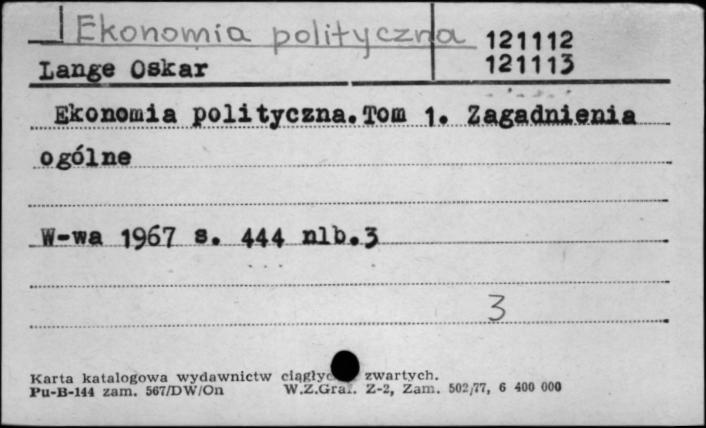 Ekonomia polityczna
121112
Lange Oskar
121113
Ekonomia polityczna. Tom 1. Zagadnienia
ogólne
W-wa 1967 s. 444 nlb.3
3
Karta katalogowa wydawnictw zwartych.
Pu-B-144 zam. 567/DW/On W.Z.Graf. Z-2, Zam. 502/77, 6 400 000